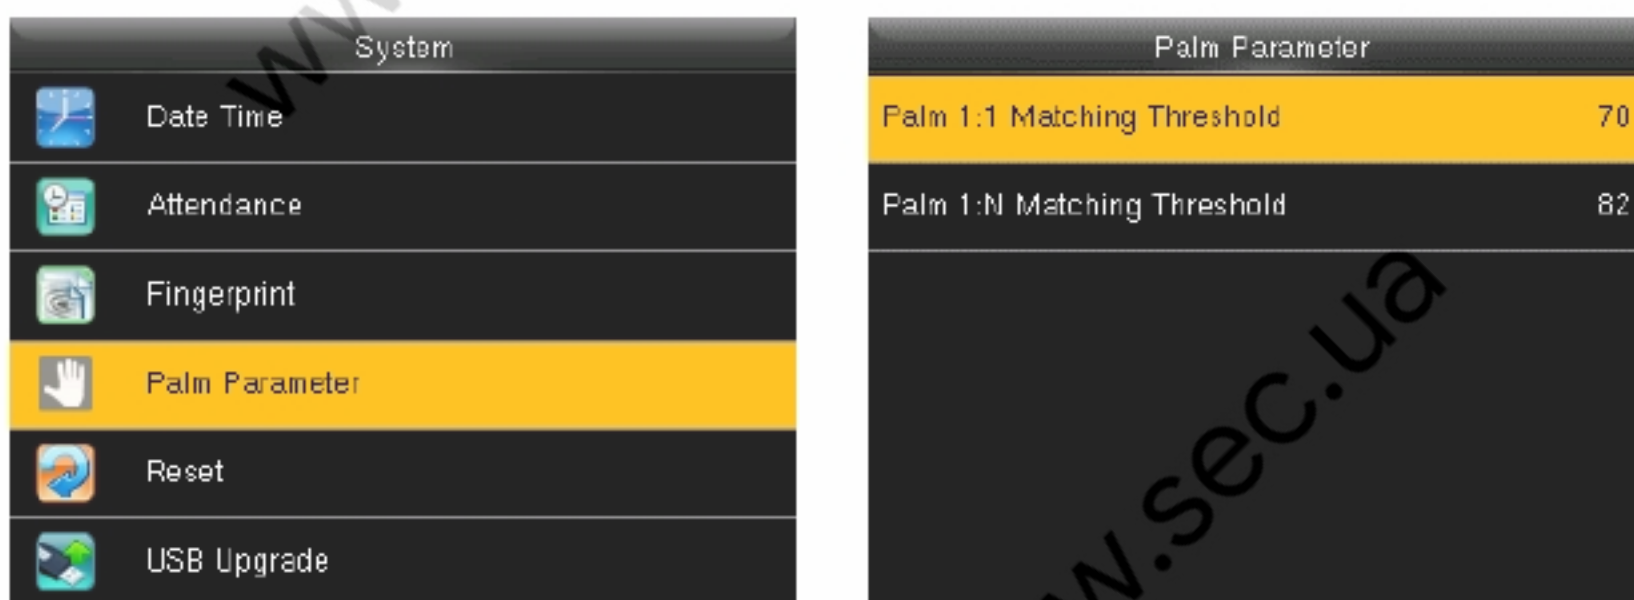 System
Date Time
Attendance
Fingerprint
Palm Parameter
Reset
USB Upgrade
Palm Parameter
Palm 1:1 Matching Threshold 70
Palm 1:N Matching Threshold 82
w.sec.ua